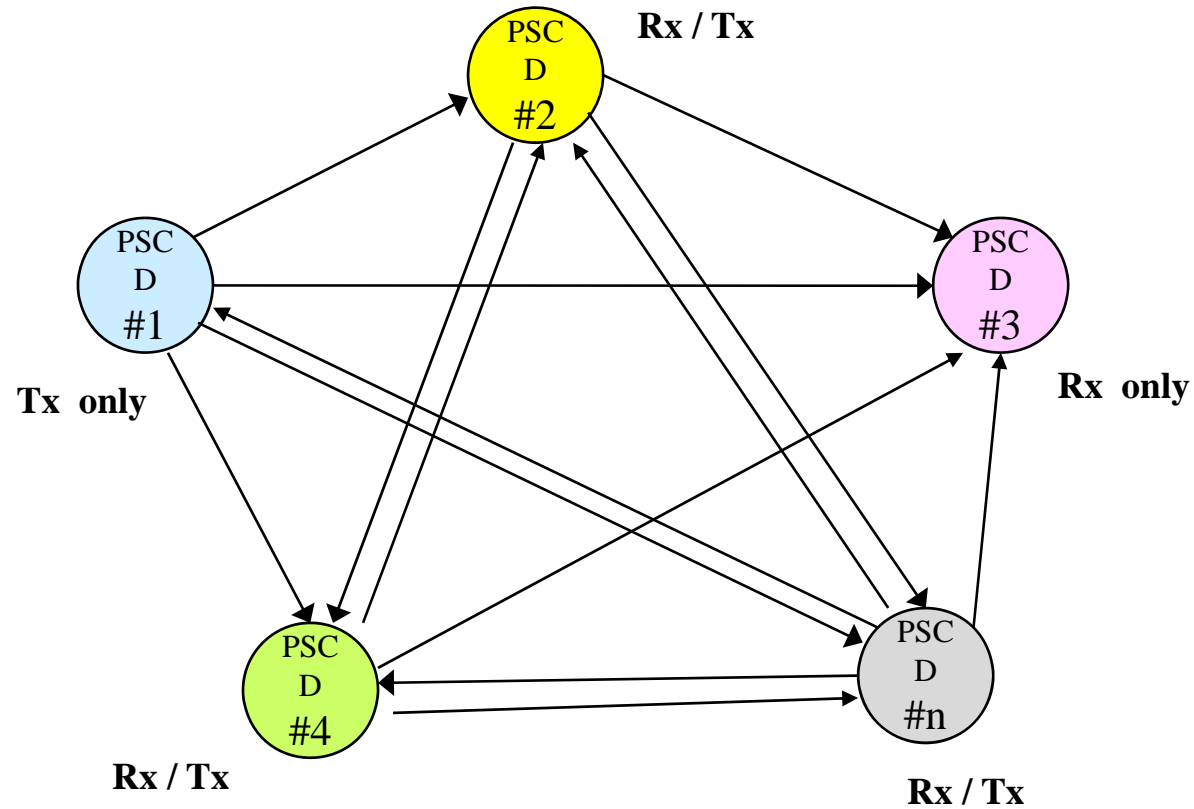 PSC
D
#2
Rx / Tx
PSC
D
#1
Tx only
PSC
D
#3
Rx only
PSC
D
#4
Rx / Tx
PSC
D
#n
Rx / Tx